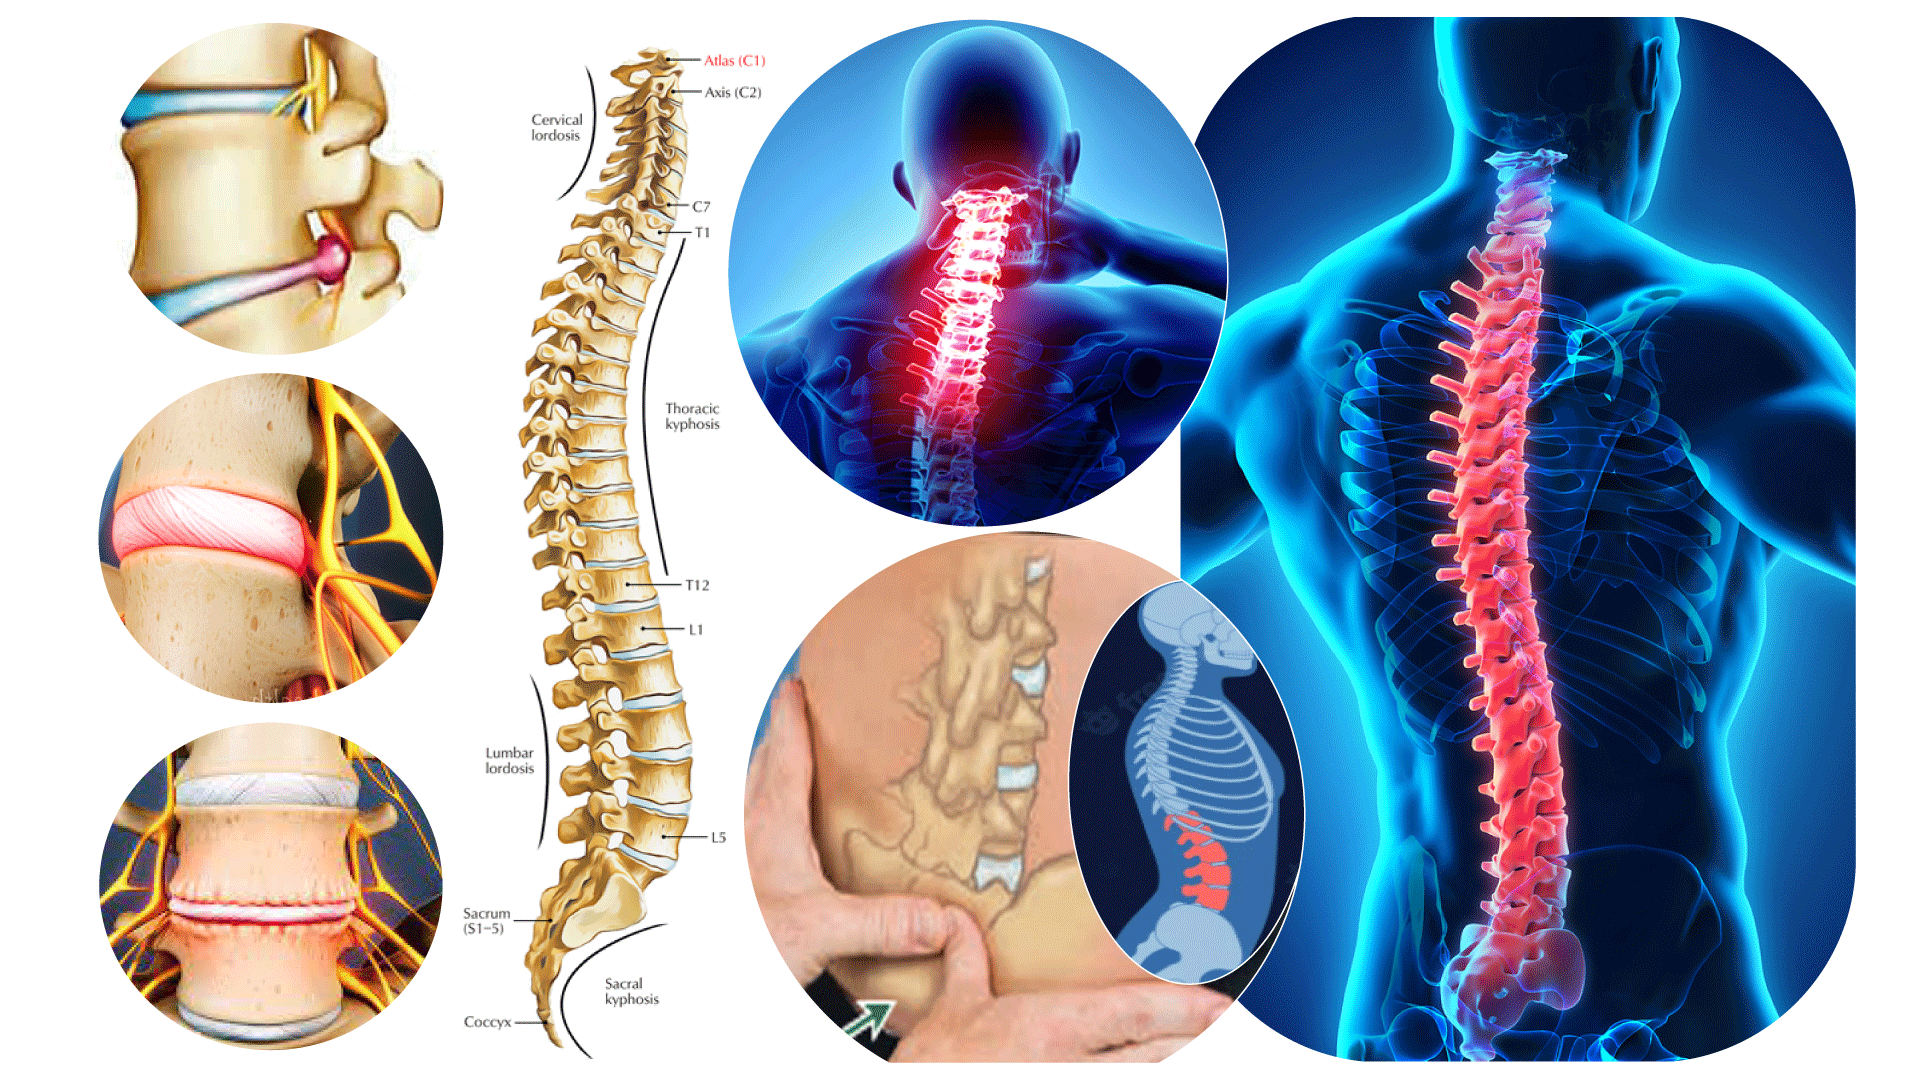 Atlas (C1)
Axis (C2)
Cervical
lordosis
C7
T1
Thoracic
kyphosis
T12
L1
Lumbar
lordosis
L5
Sacrum
(S1–5)
Sacral
kyphosis
Coccyx